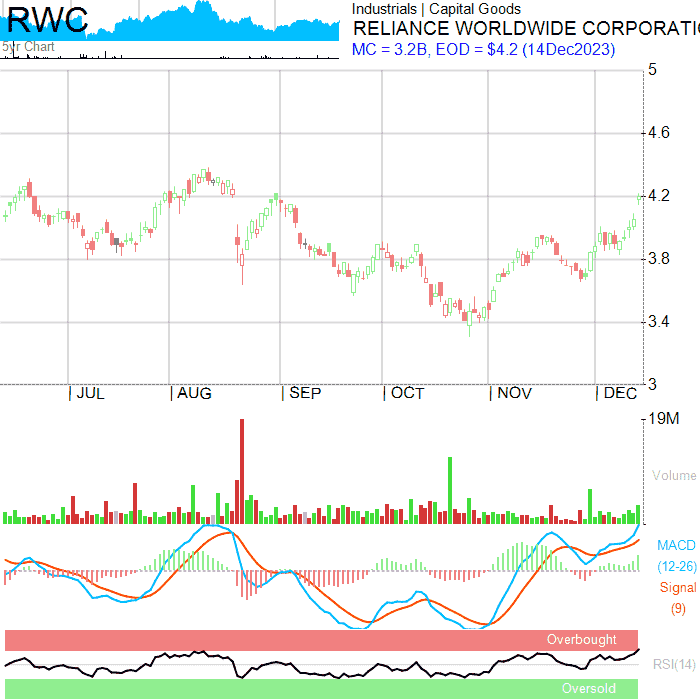 RWC
5yr Chart
Industrials | Capital Goods
RELIANCE WORLDWIDE CORPORATI
MC = 3.2B, EOD = $4.2 (14Dec2023)
5
4.6
4.2
3.8
3.4
3
| JUL | AUG | SEP | OCT | NOV | DEC
19M
Volume
MACD
(12-26)
Signal
(9)
Overbought
RSI(14)
Oversold